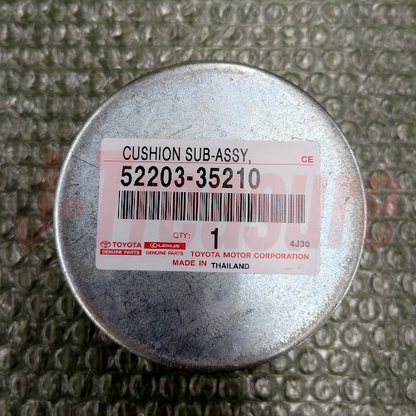 CUSHION SUB-ASSY,
CE
52203-35210
QTY: 1
4J30
TOYOTA LEXUS
GENUINE PARTS GENUINE PARTS TOYOTA MOTOR CORPORATION
MADE IN THAILAND